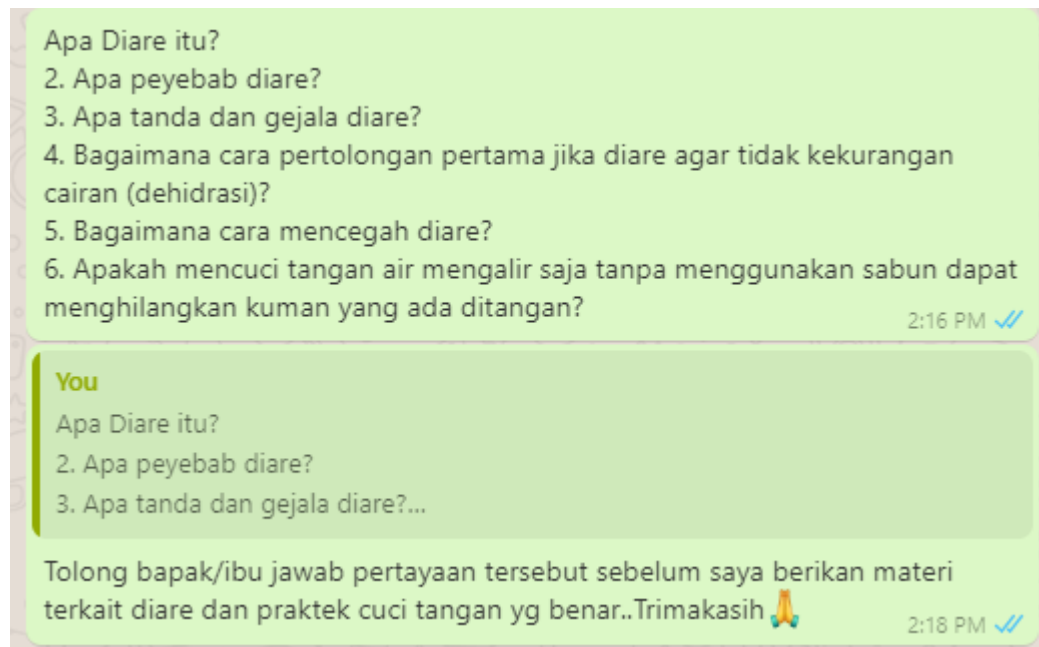 Apa Diare itu?
2. Apa peyebab diare?
3. Apa tanda dan gejala diare?
4. Bagaimana cara pertolongan pertama jika diare agar tidak kekurangan
cairan (dehidrasi)?
5. Bagaimana cara mencegah diare?
6. Apakah mencuci tangan air mengalir saja tanpa menggunakan sabun dapat
menghilangkan kuman yang ada ditangan?
2:16 PM
You
Apa Diare itu?
2. Apa peyebab diare?
3. Apa tanda dan gejala diare?...
Tolong bapak/ibu jawab pertayaan tersebut sebelum saya berikan materi
terkait diare dan praktek cuci tangan yg benar..Trimakasih🙏
2:18 PM